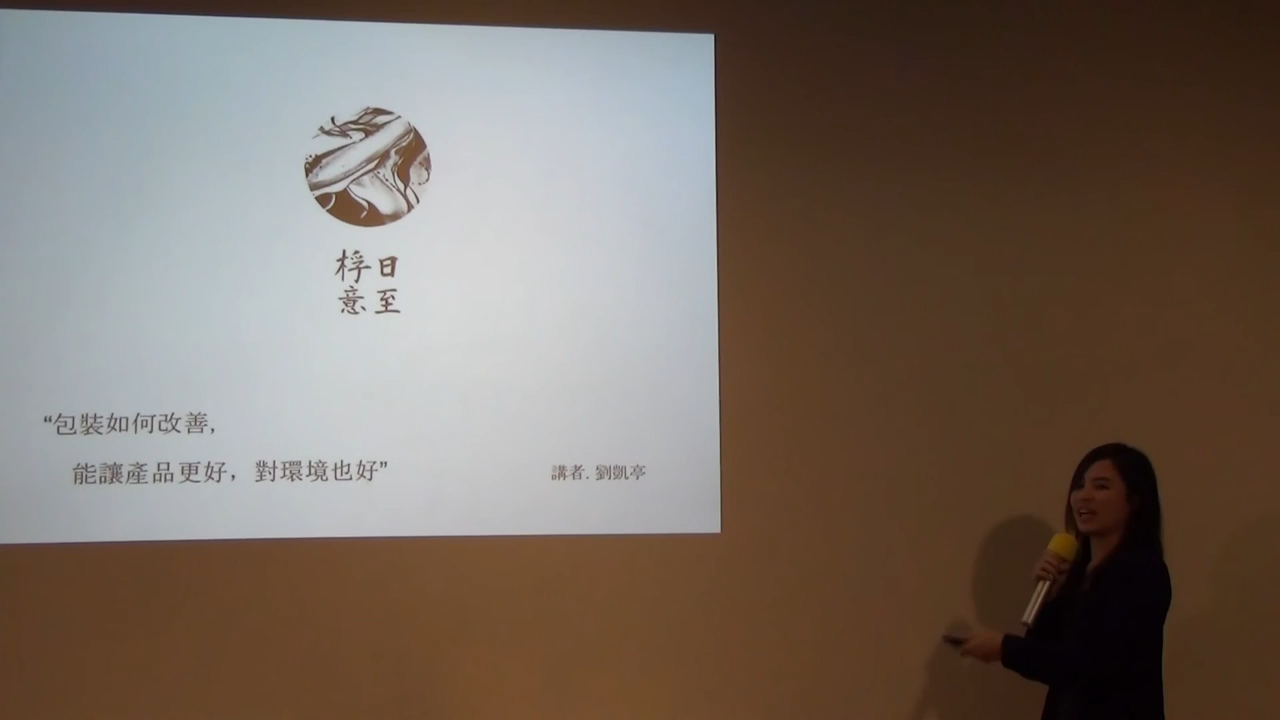 桴日
意至
“包裝如何改善,
能讓產品更好，對環境也好”
講者. 劉凱亭